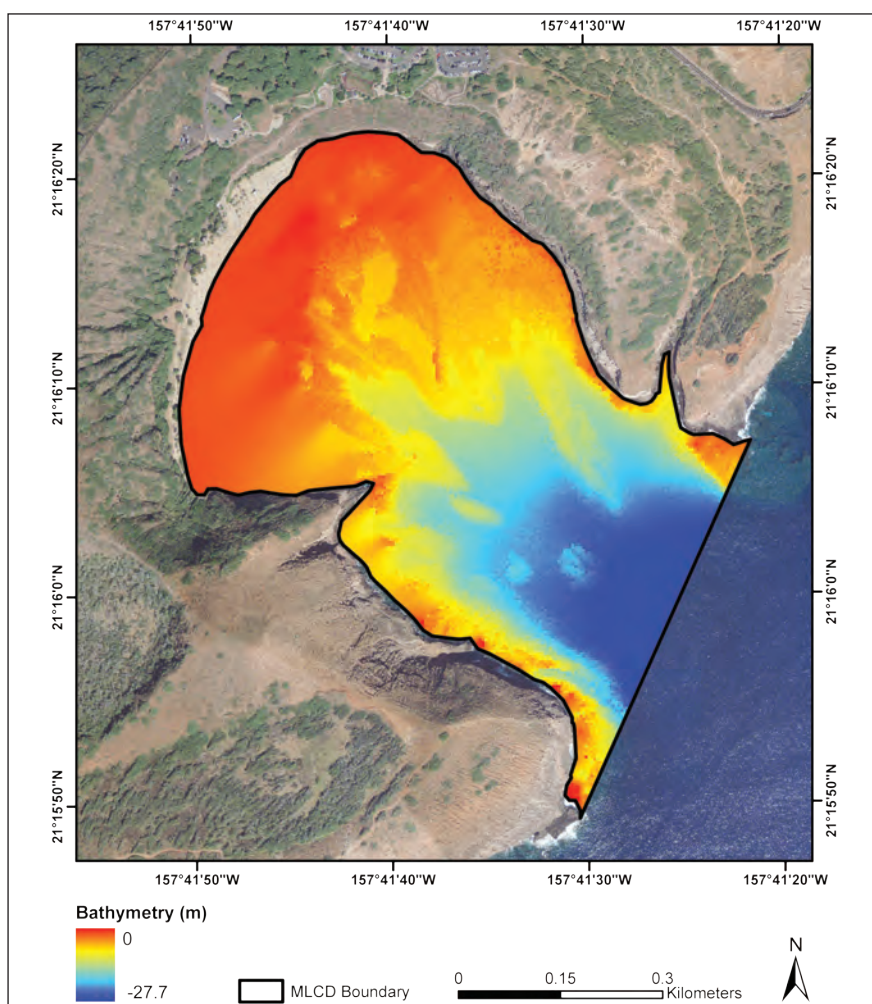 157°41'50"W 157°41'40"W 157°41'30"W 157°41'20"W
21°16'20"N 21°16'20"N
21°16'10"N 21°16'10"N
21°16'0"N 21°16'0"N
21°15'50"N 21°15'50"N
157°41'50"W 157°41'40"W 157°41'30"W 157°41'20"W
Bathymetry (m)
0
-27.7
MLCD Boundary
0 0.15 0.3
Kilometers
N